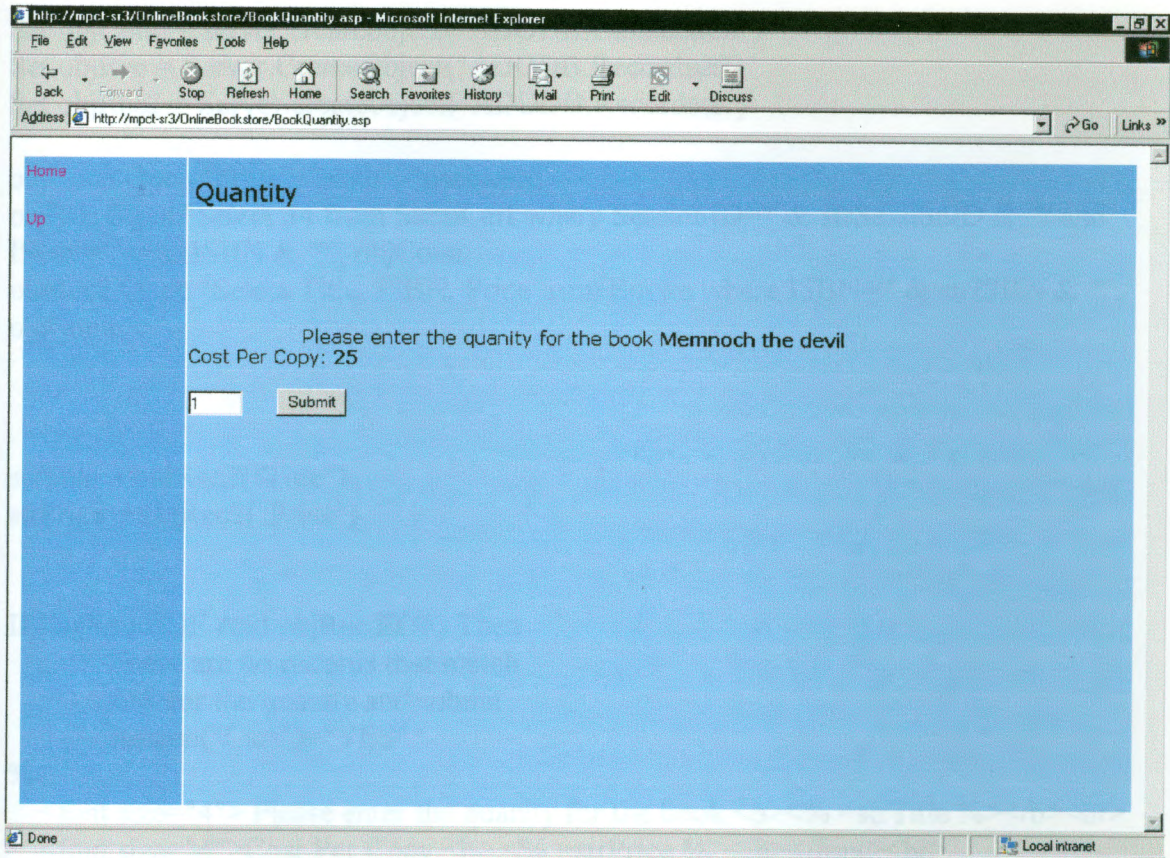 http://mpct-sr3/OnlineBookstore/BookQuantity.asp - Microsoft Internet Explorer
File Edit View Favorites Tools Help
Back Forward Stop Refresh Home Search Favorites History Mail Print Edit Discuss
Address http://mpct-sr3/OnlineBookstore/BookQuantity.asp Go Links »
Home
Quantity
Up
Please enter the quanity for the book Memnoch the devil
Cost Per Copy: 25
1 Submit
Done Local intranet